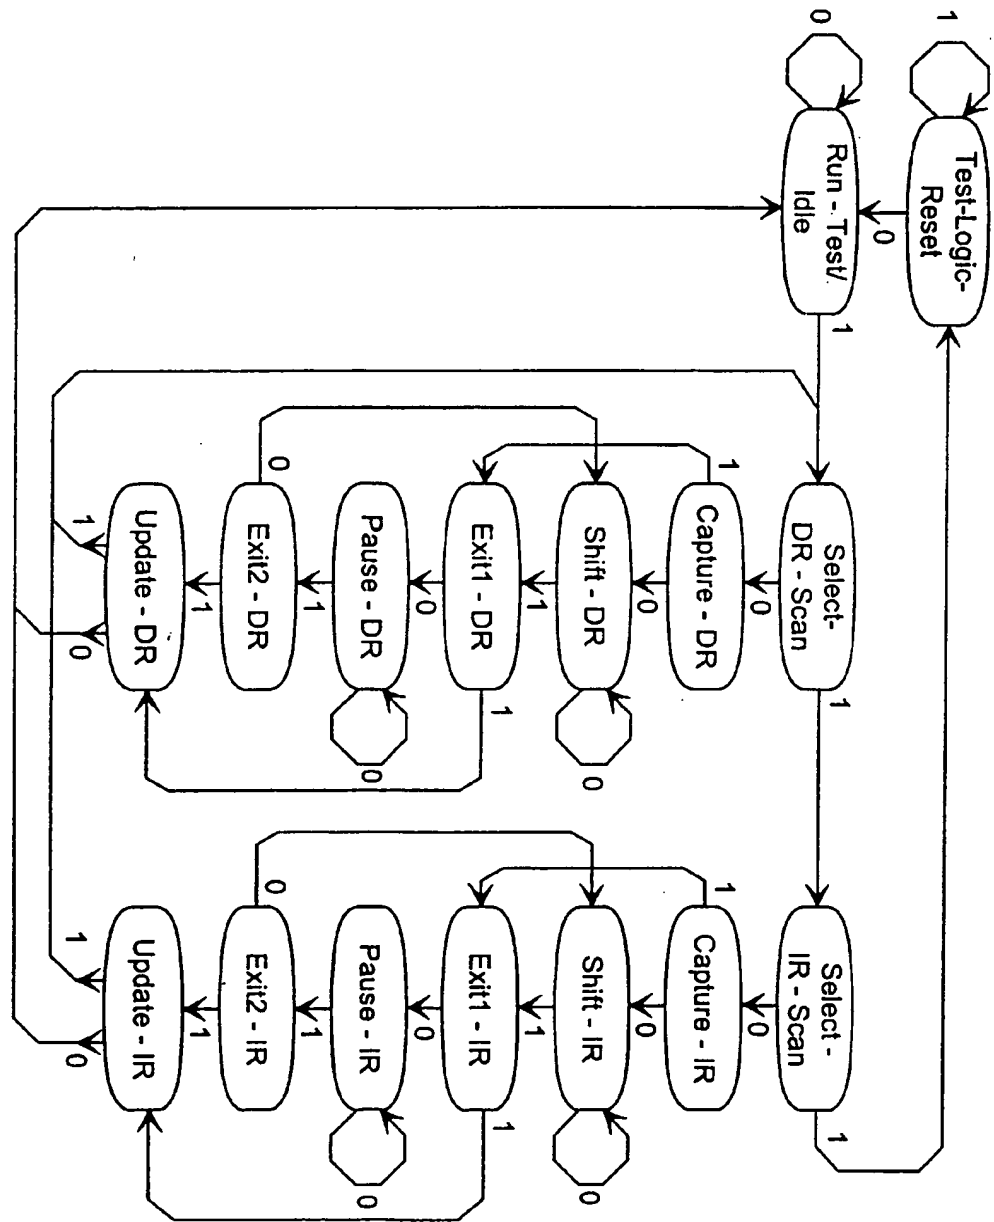 1
Test-Logic-
Reset
0
0
Run - Test/
Idle
1
Select-
DR - Scan
1
Select -
IR - Scan
1
0
0
1
Capture - DR
1
Capture - IR
0
0
Shift - DR
0
Shift - IR
0
1
1
Exit1 - DR
1
Exit1 - IR
1
0
0
Pause - DR
0
Pause - IR
0
1
1
0
Exit2 - DR
0
Exit2 - IR
1
1
Update - DR
Update - IR
1
0
1
0